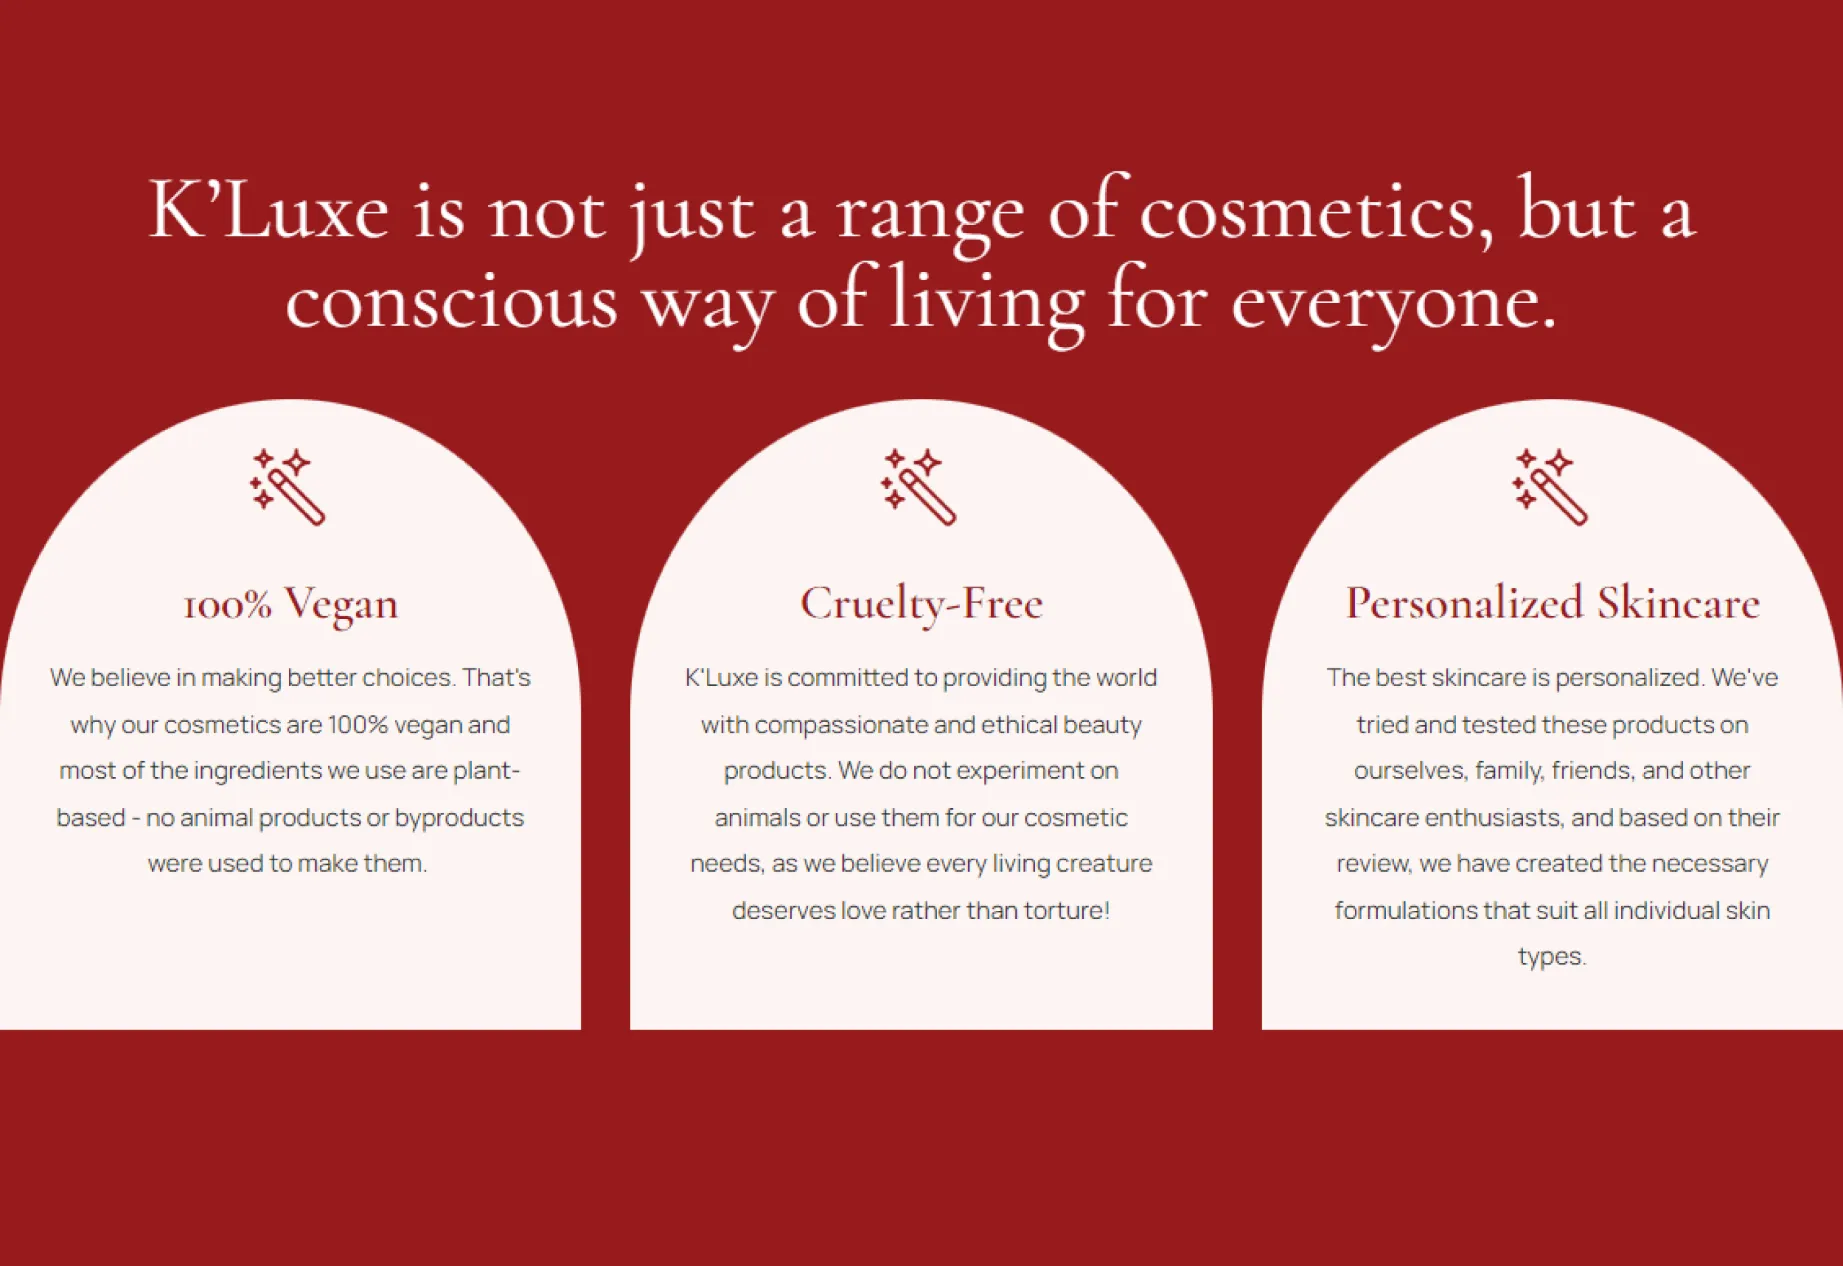 K’Luxe is not just a range of cosmetics, but a
conscious way of living for everyone.
100% Vegan
We believe in making better choices. That's
why our cosmetics are 100% vegan and
most of the ingredients we use are plant-
based - no animal products or byproducts
were used to make them.
Cruelty-Free
K'Luxe is committed to providing the world
with compassionate and ethical beauty
products. We do not experiment on
animals or use them for our cosmetic
needs, as we believe every living creature
deserves love rather than torture!
Personalized Skincare
The best skincare is personalized. We've
tried and tested these products on
ourselves, family, friends, and other
skincare enthusiasts, and based on their
review, we have created the necessary
formulations that suit all individual skin
types.